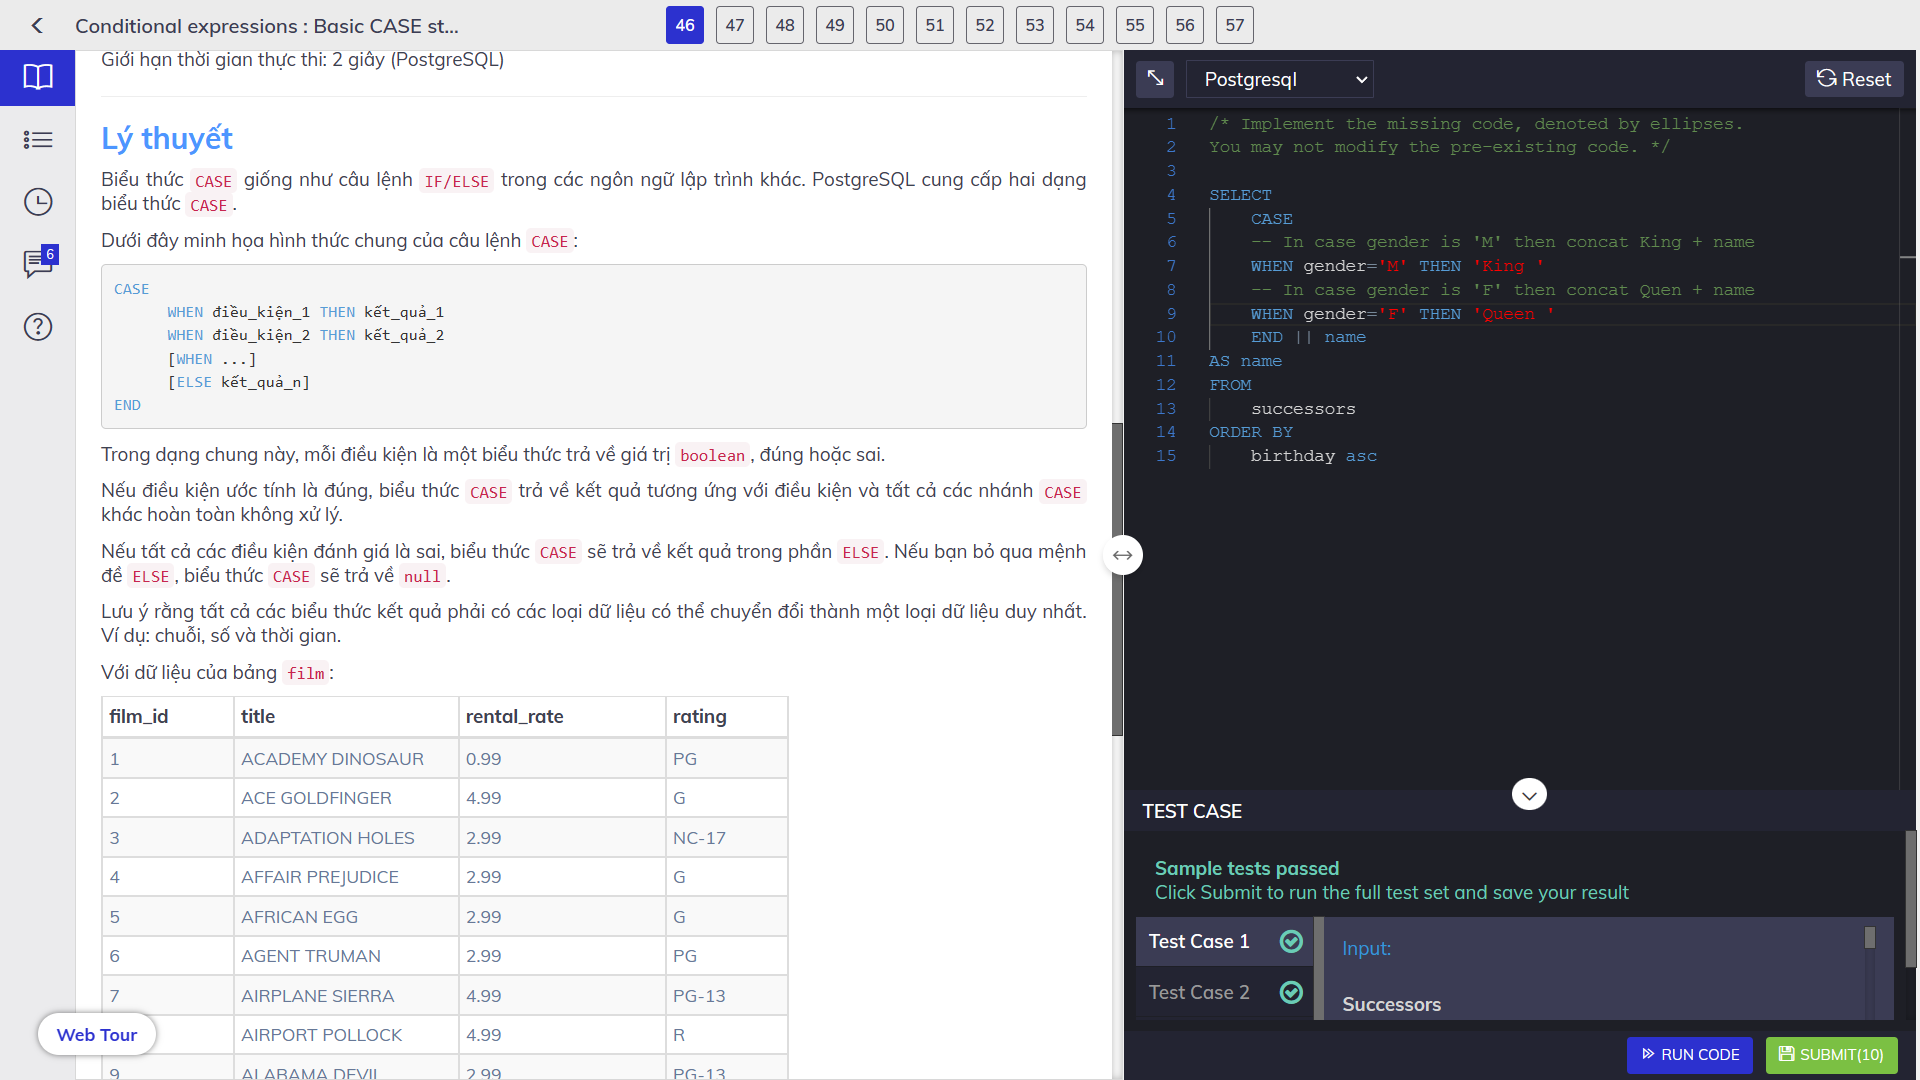 Conditional expressions : Basic CASE st...
46 47 48 49 50 51 52 53 54 55 56 57
6
Giới hạn thời gian thực thi: 2 giây (PostgreSQL)
Lý thuyết
Biểu thức CASE giống như câu lệnh IF/ELSE trong các ngôn ngữ lập trình khác. PostgreSQL cung cấp hai dạng
biểu thức CASE.
Dưới đây minh họa hình thức chung của câu lệnh CASE:
CASE
WHEN điều_kiện_1 THEN kết_quả_1
WHEN điều_kiện_2 THEN kết_quả_2
[WHEN ...]
[ELSE kết_quả_n]
END
Trong dạng chung này, mỗi điều kiện là một biểu thức trả về giá trị boolean, đúng hoặc sai.
Nếu điều kiện ước tính là đúng, biểu thức CASE trả về kết quả tương ứng với điều kiện và tất cả các nhánh CASE
khác hoàn toàn không xử lý.
Nếu tất cả các điều kiện đánh giá là sai, biểu thức CASE sẽ trả về kết quả trong phần ELSE. Nếu bạn bỏ qua mệnh
đề ELSE, biểu thức CASE sẽ trả về null.
Lưu ý rằng tất cả các biểu thức kết quả phải có các loại dữ liệu có thể chuyển đổi thành một loại dữ liệu duy nhất.
Ví dụ: chuỗi, số và thời gian.
Với dữ liệu của bảng film:
film_id title rental_rate rating
1 ACADEMY DINOSAUR 0.99 PG
2 ACE GOLDFINGER 4.99 G
3 ADAPTATION HOLES 2.99 NC-17
4 AFFAIR PREJUDICE 2.99 G
5 AFRICAN EGG 2.99 G
6 AGENT TRUMAN 2.99 PG
7 AIRPLANE SIERRA 4.99 PG-13
AIRPORT POLLOCK 4.99 R
9 ALABAMA DEVIL 2.99 PG-13
Web Tour
Postgresql
Reset
1 /* Implement the missing code, denoted by ellipses.
2 You may not modify the pre-existing code. */
3
4 SELECT
5 CASE
6 -- In case gender is 'M' then concat King + name
7 WHEN gender='M' THEN 'King '
8 -- In case gender is 'F' then concat Quen + name
9 WHEN gender='F' THEN 'Queen '
10 END || name
11 AS name
12 FROM
13 successors
14 ORDER BY
15 birthday asc
TEST CASE
Sample tests passed
Click Submit to run the full test set and save your result
Test Case 1
Test Case 2
Input:
Successors
RUN CODE
SUBMIT(10)